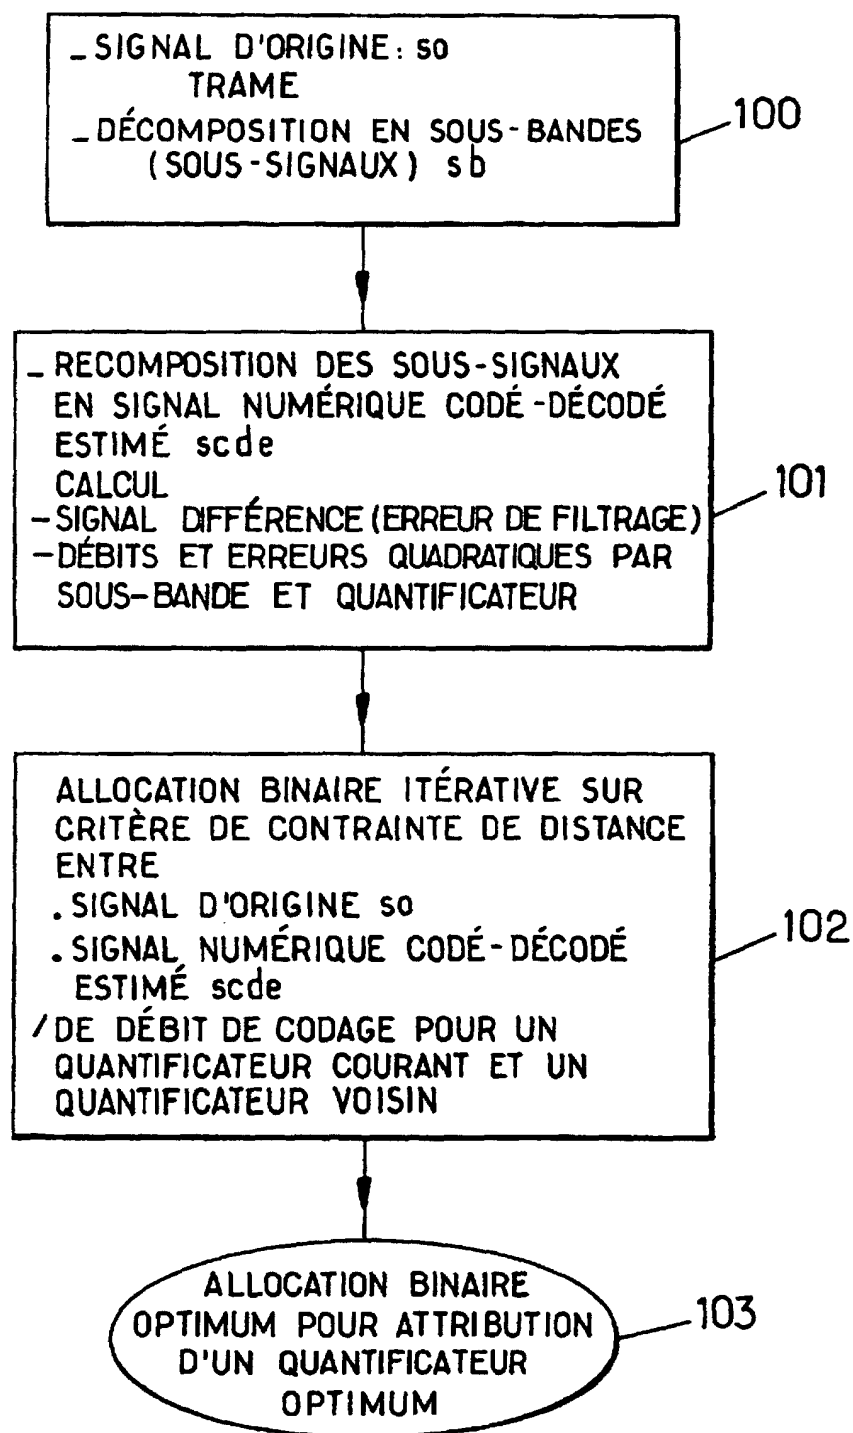 _ SIGNAL D'ORIGINE: so
TRAME
_ DÉCOMPOSITION EN SOUS-BANDES
(SOUS-SIGNAUX) sb
100
_ RECOMPOSITION DES SOUS-SIGNAUX
EN SIGNAL NUMÉRIQUE CODÉ-DÉCODÉ
ESTIMÉ scde
CALCUL
- SIGNAL DIFFÉRENCE (ERREUR DE FILTRAGE)
- DÉBITS ET ERREURS QUADRATIQUES PAR
SOUS-BANDE ET QUANTIFICATEUR
101
ALLOCATION BINAIRE ITÉRATIVE SUR
CRITÈRE DE CONTRAINTE DE DISTANCE
ENTRE
. SIGNAL D'ORIGINE so
. SIGNAL NUMÉRIQUE CODÉ-DÉCODÉ
ESTIMÉ scde
/ DE DÉBIT DE CODAGE POUR UN
QUANTIFICATEUR COURANT ET UN
QUANTIFICATEUR VOISIN
102
ALLOCATION BINAIRE
OPTIMUM POUR ATTRIBUTION
D'UN QUANTIFICATEUR
OPTIMUM
103